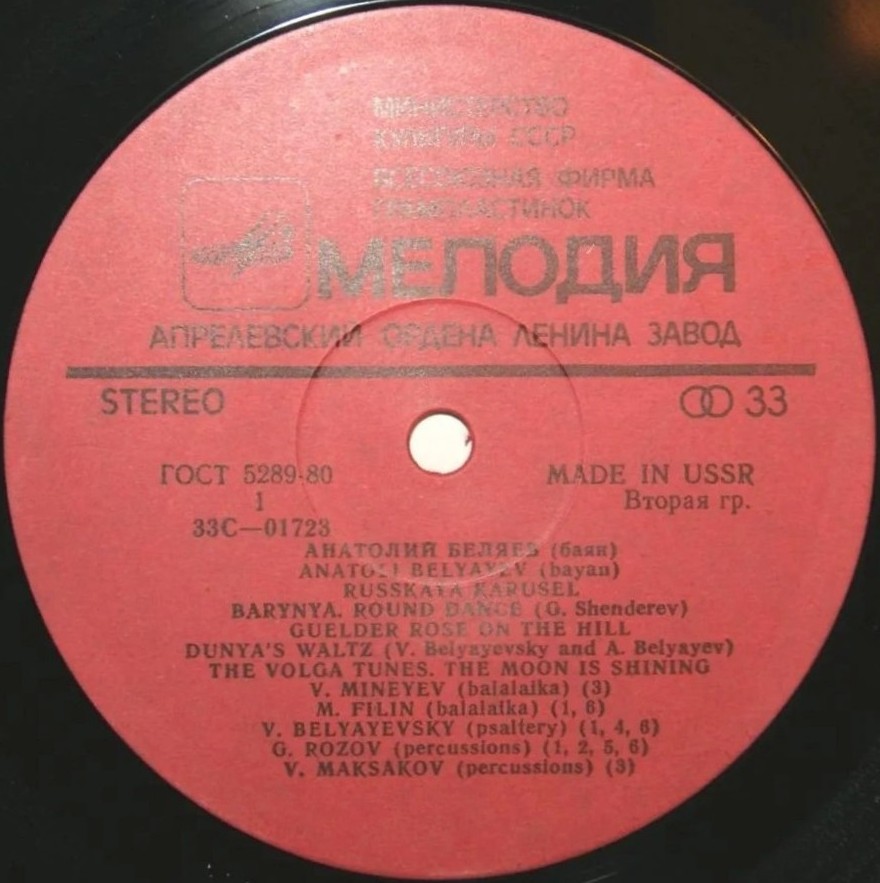 МИНИСТЕРСТВО
КУЛЬТУРЫ СССР
ВСЕСОЮЗНАЯ ФИРМА
ГРАМПЛАСТИНОК
МЕЛОДИЯ
АПРЕЛЕВСКИЙ ОРДЕНА ЛЕНИНА ЗАВОД
STEREO 33
ГОСТ 5289-80 MADE IN USSR
1 Вторая гр.
33С—01723
АНАТОЛИЙ БЕЛЯЕВ (баян)
ANATOLI BELYAYEV (bayan)
RUSSKAYA KARUSEL
BARYNYA. ROUND DANCE (G. Shenderev)
GUELDER ROSE ON THE HILL
DUNYA'S WALTZ (V. Belyayevsky and A. Belyayev)
THE VOLGA TUNES. THE MOON IS SHINING
V. MINEYEV (balalaika) (3)
M. FILIN (balalaika) (1, 6)
V. BELYAYEVSKY (psaltery) (1, 4, 6)
G. ROZOV (percussions) (1, 2, 5, 6)
V. MAKSAKOV (percussions) (3)